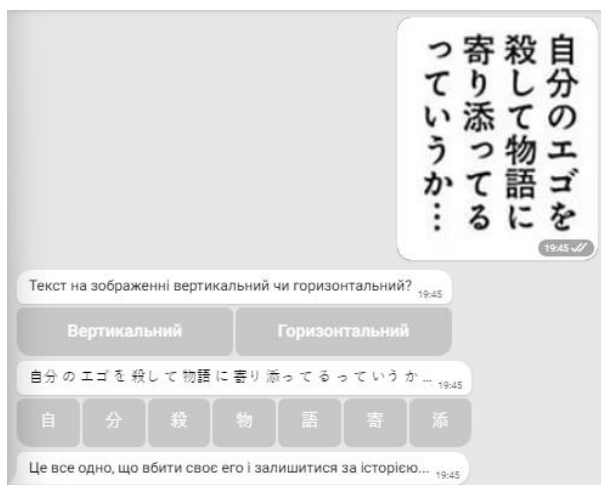 自分のエゴを
殺して物語に
寄り添ってる
っていうか…
19:45
Текст на зображенні вертикальний чи горизонтальний? 19:45
Вертикальний Горизонтальний
自分 の エゴ を 殺し て 物語 に 寄り 添っ て る っ て い う か ... 19:45
自 分 殺 物 語 寄 添
Це все одно, що вбити своє его і залишитися за історією... 19:45